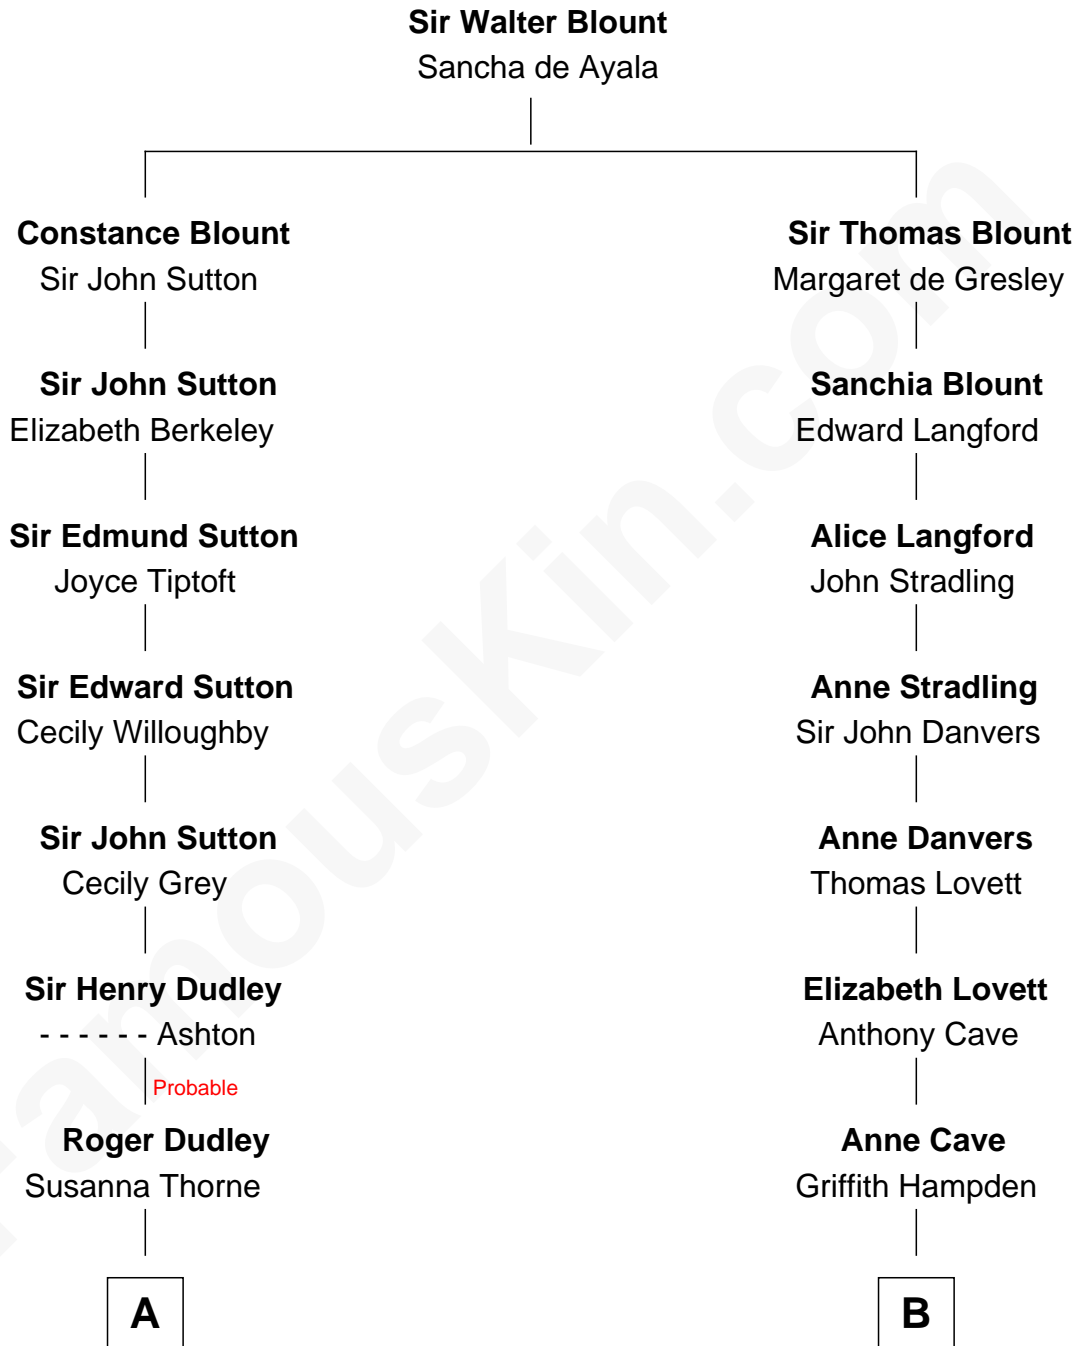 Sir Walter Blount
Sancha de Ayala
Constance Blount
Sir John Sutton
Sir Thomas Blount
Margaret de Gresley
Sir John Sutton
Elizabeth Berkeley
Sanchia Blount
Edward Langford
Sir Edmund Sutton
Joyce Tiptoft
Alice Langford
John Stradling
Sir Edward Sutton
Cecily Willoughby
Anne Stradling
Sir John Danvers
Sir John Sutton
Cecily Grey
Anne Danvers
Thomas Lovett
Sir Henry Dudley
- - - - - - Ashton
Elizabeth Lovett
Anthony Cave
Probable
Roger Dudley
Susanna Thorne
Anne Cave
Griffith Hampden
A
B
FamousKin.com